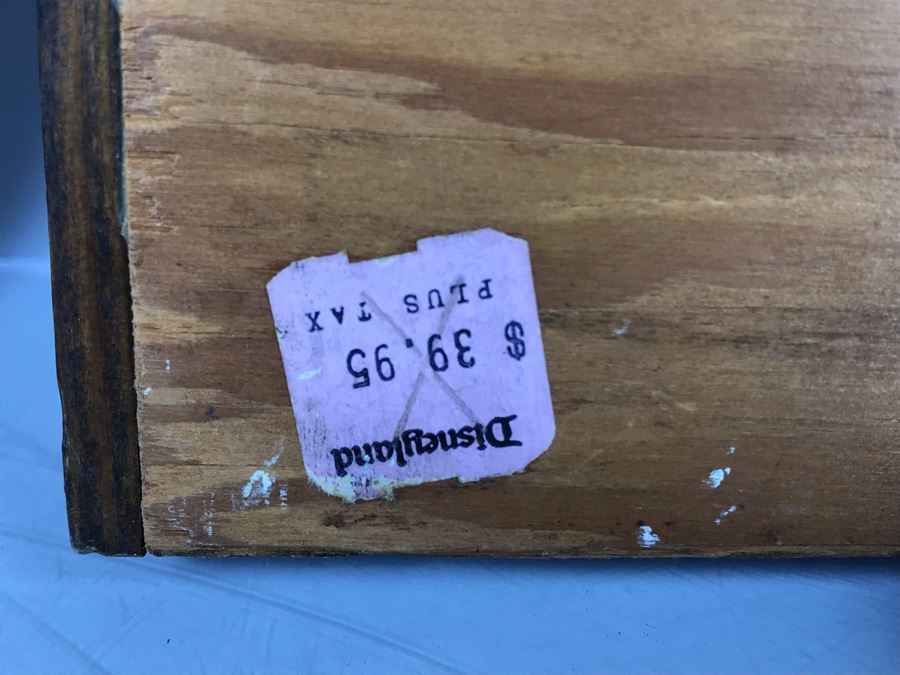 Disneyland
$ 39.95
PLUS TAX